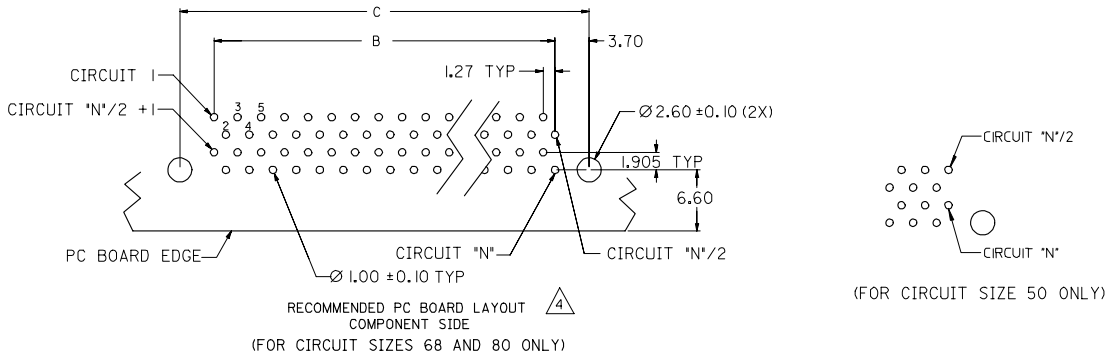 C
B
3.70
1.27 TYP
CIRCUIT 1
CIRCUIT "N"/2 +1
3 5
2 4
Ø 2.60 ±0.10 (2X)
1.905 TYP
6.60
PC BOARD EDGE
CIRCUIT "N"
CIRCUIT "N"/2
Ø 1.00 ±0.10 TYP
RECOMMENDED PC BOARD LAYOUT
4
COMPONENT SIDE
(FOR CIRCUIT SIZES 68 AND 80 ONLY)
CIRCUIT "N"/2
CIRCUIT "N"
(FOR CIRCUIT SIZE 50 ONLY)